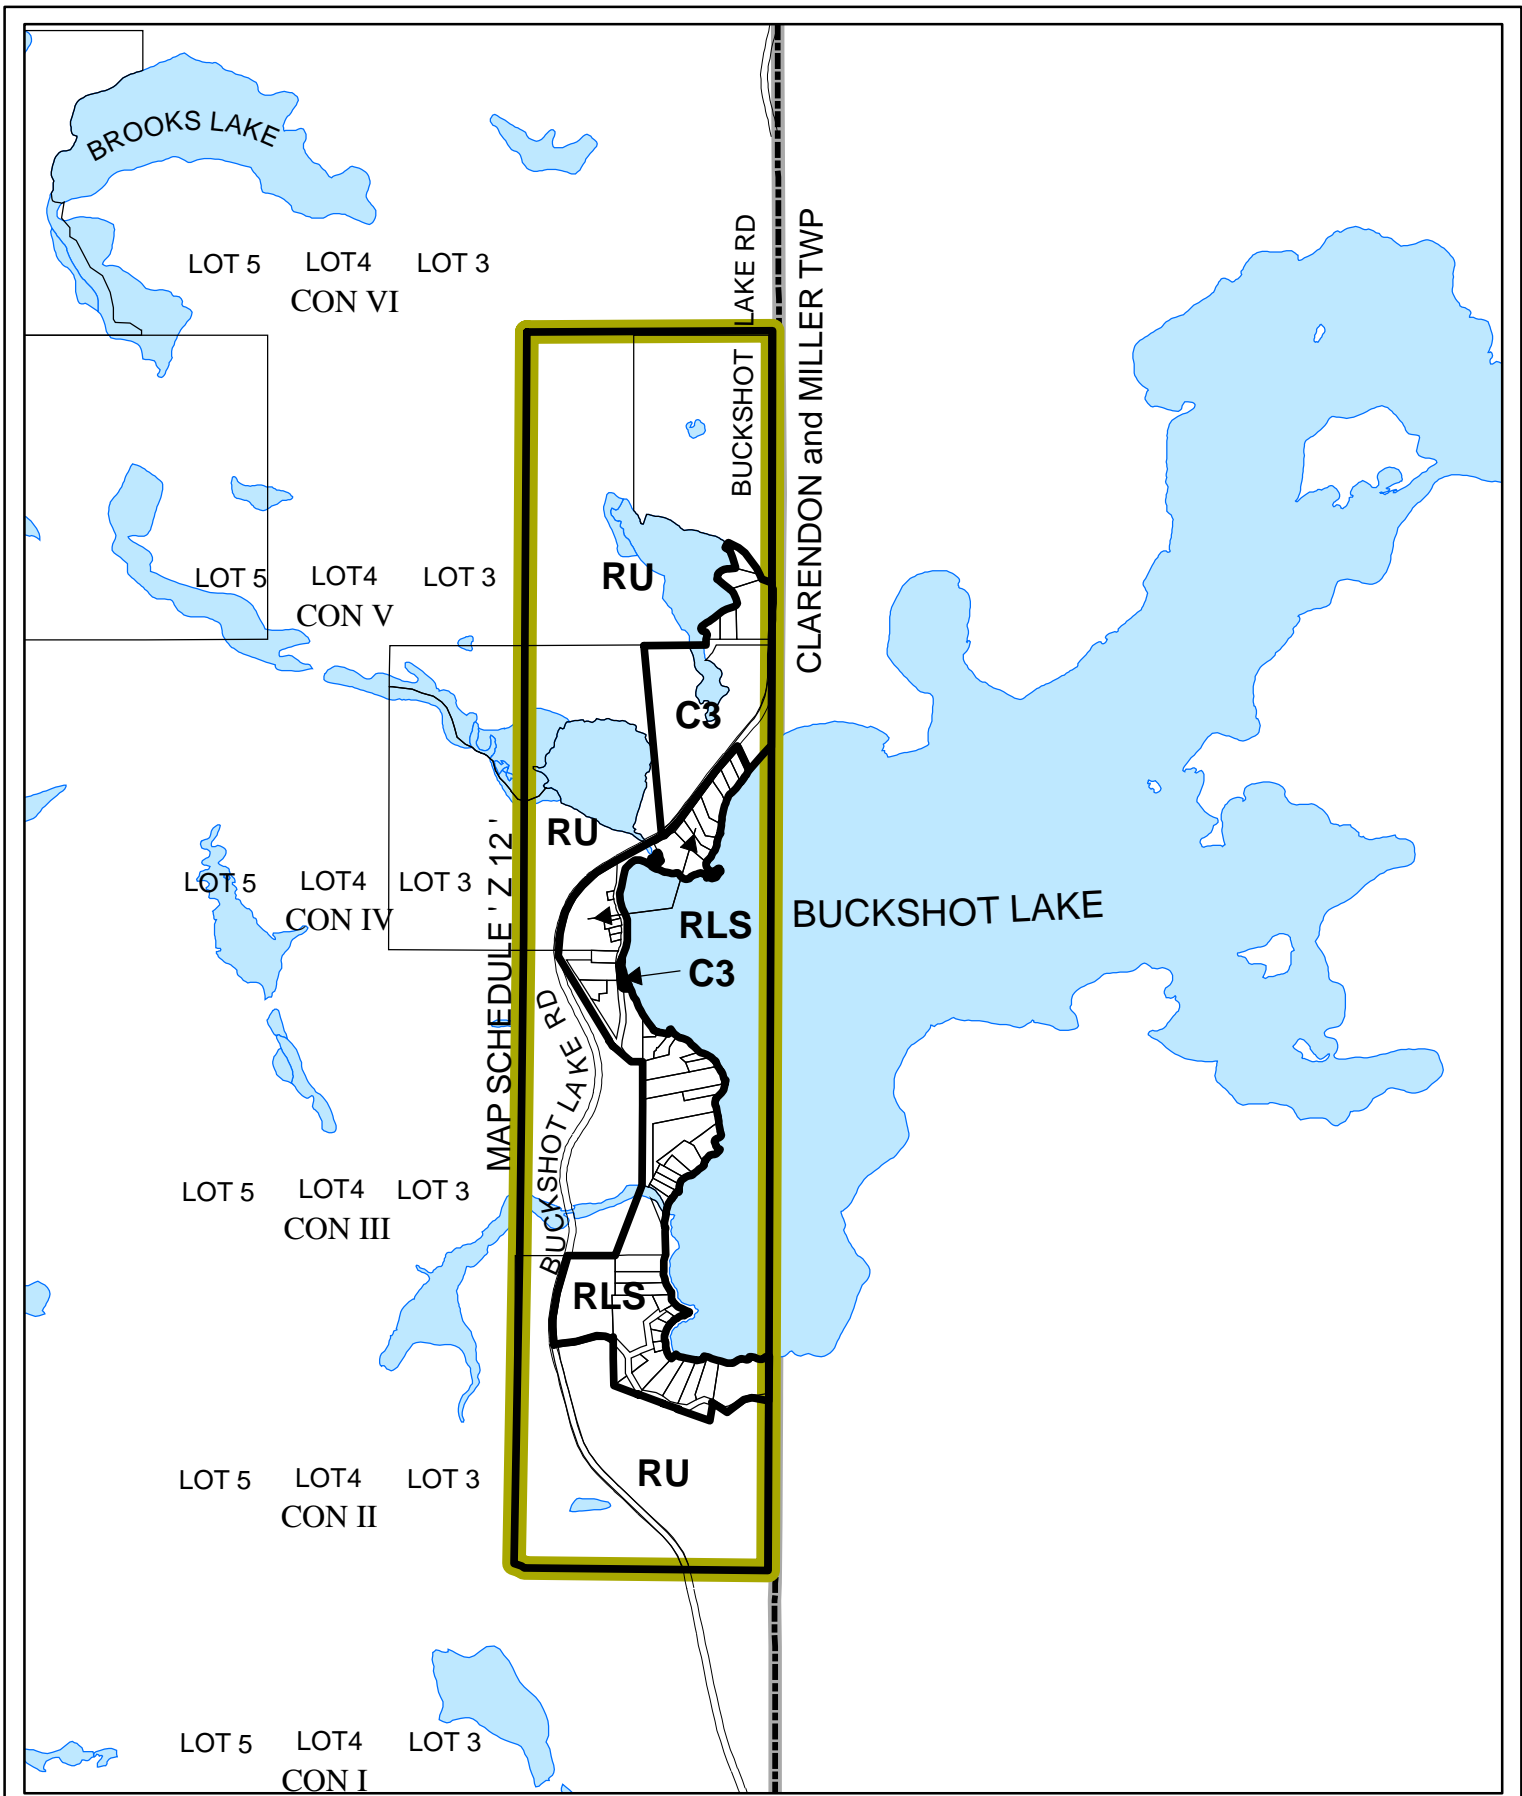 BROOKS LAKE
LOT 5 LOT4 LOT 3
CON VI
BUCKSHOT LAKE RD
CLARENDON and MILLER TWP
LOT 5 LOT4 LOT 3
CON V
RU
C3
RU
MAP SCHEDULE ' Z 12 '
LOT 5 LOT4 LOT 3
CON IV
RLS
BUCKSHOT LAKE
C3
BUCKSHOT LAKE RD
LOT 5 LOT4 LOT 3
CON III
RLS
LOT 5 LOT4 LOT 3
CON II
RU
LOT 5 LOT4 LOT 3
CON I